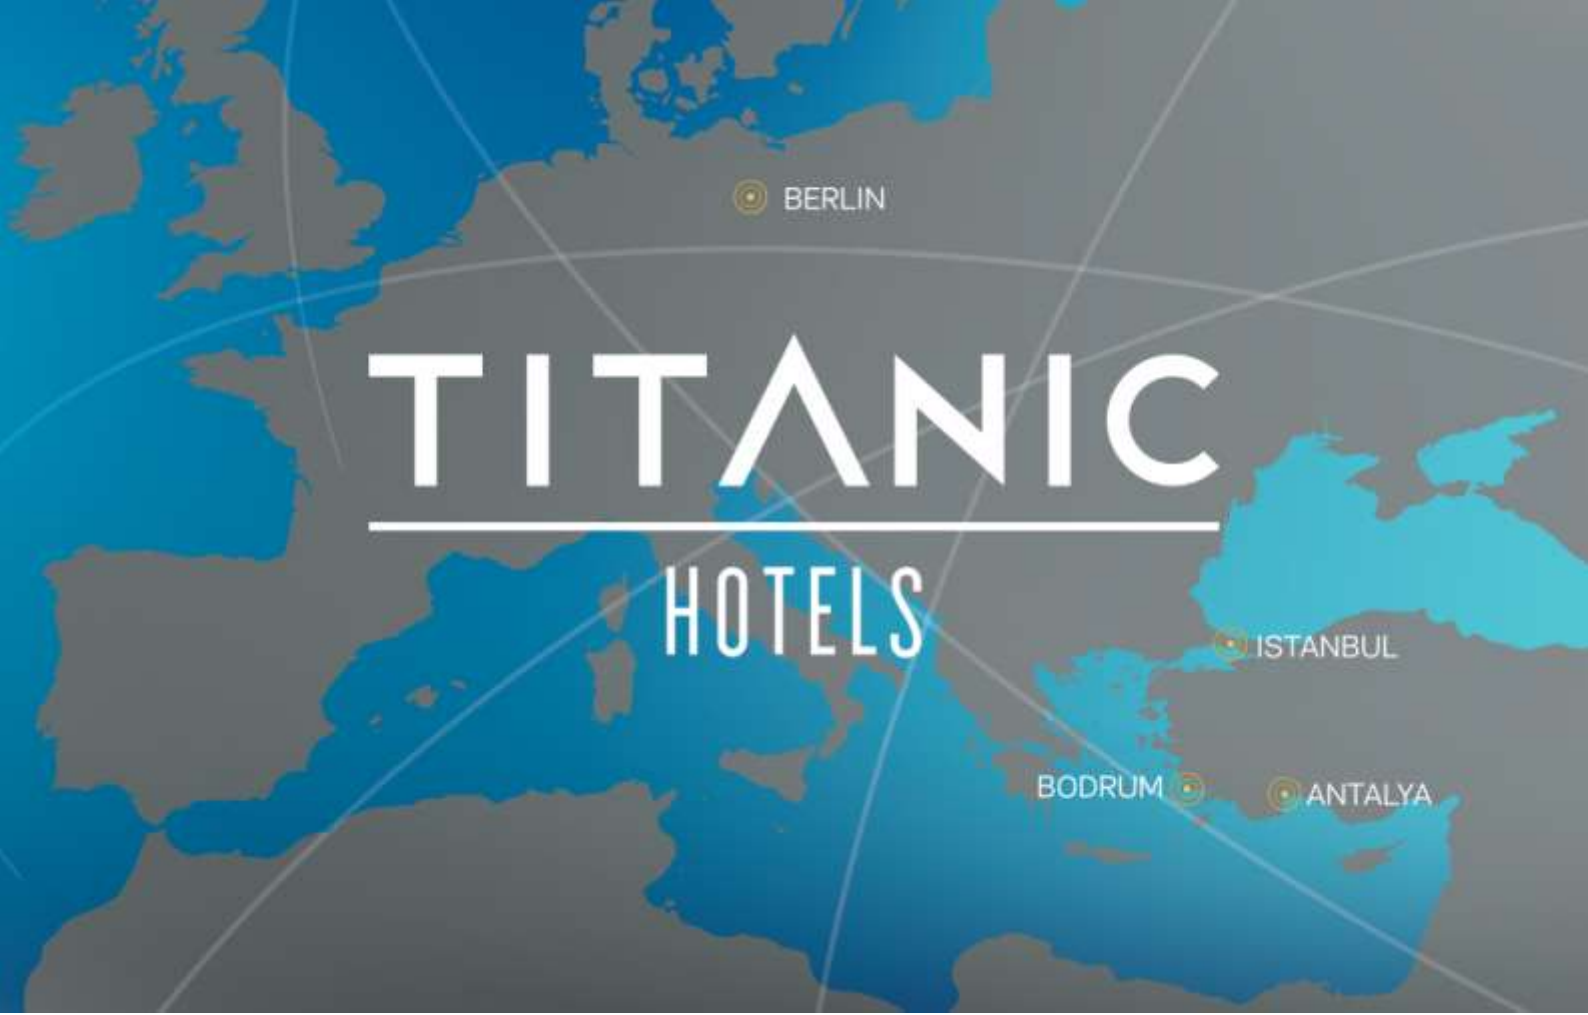 BERLIN
TITANIC
HOTELS
ISTANBUL
BODRUM
ANTALYA